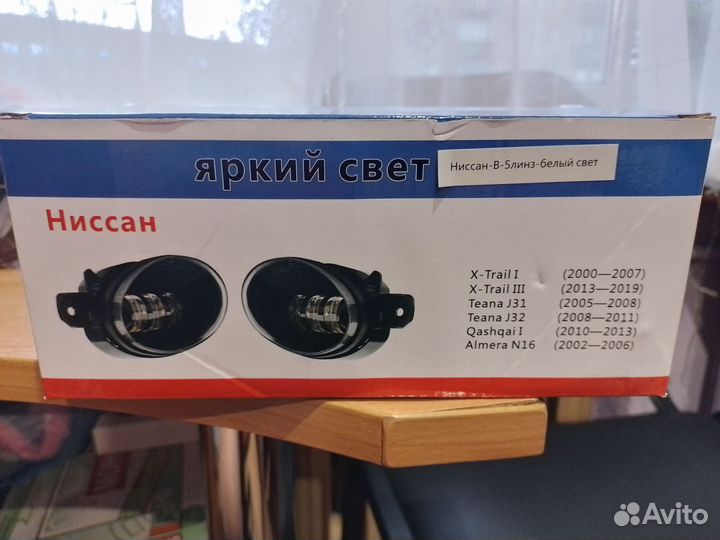 яркий свет
Ниссан-B-5линз-белый свет
Ниссан
X-Trail I (2000—2007)
X-Trail III (2013—2019)
Teana J31 (2005—2008)
Teana J32 (2008—2011)
Qashqai I (2010—2013)
Almera N16 (2002—2006)
Avito